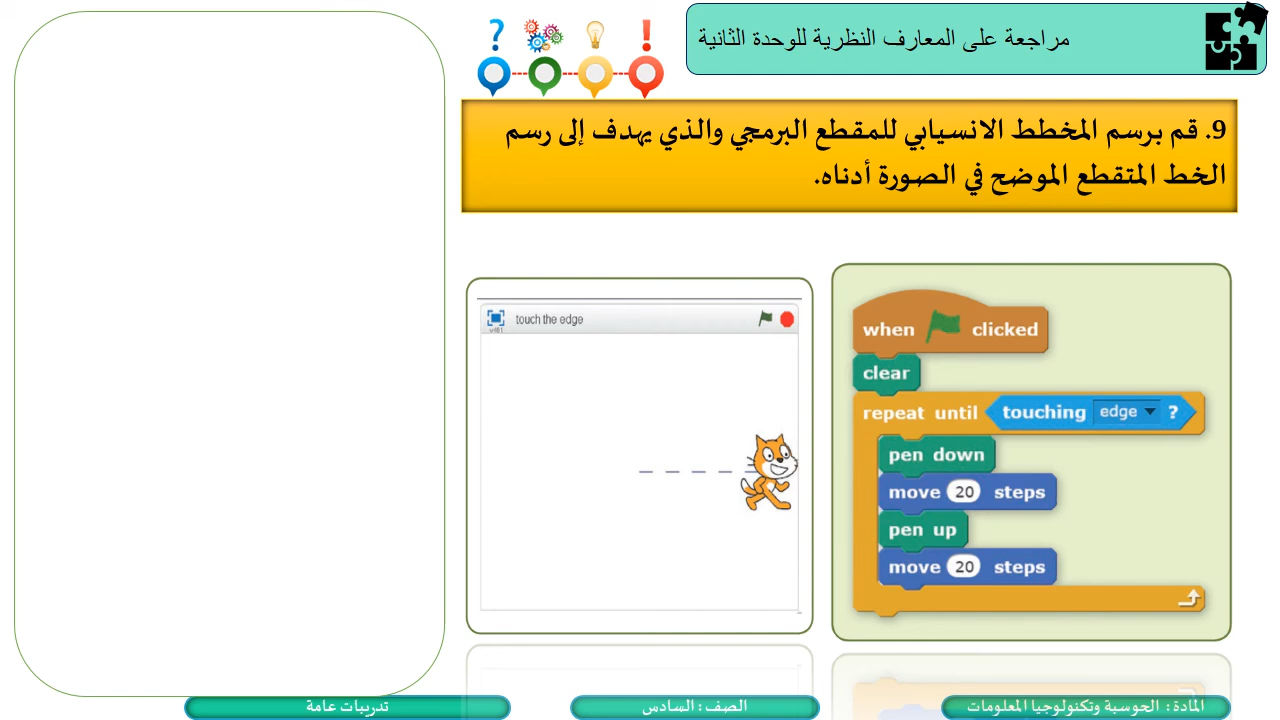 مراجعة على المعارف النظرية للوحدة الثانية
9. قم برسم المخطط الانسيابي للمقطع البرمجي والذي يهدف إلى رسم
الخط المتقطع الموضح في الصورة أدناه.
when clicked
clear
repeat until touching edge ?
pen down
move 20 steps
pen up
move 20 steps
touch the edge
المادة : الحوسبة وتكنولوجيا المعلومات
الصف : السادس
تدريبات عامة